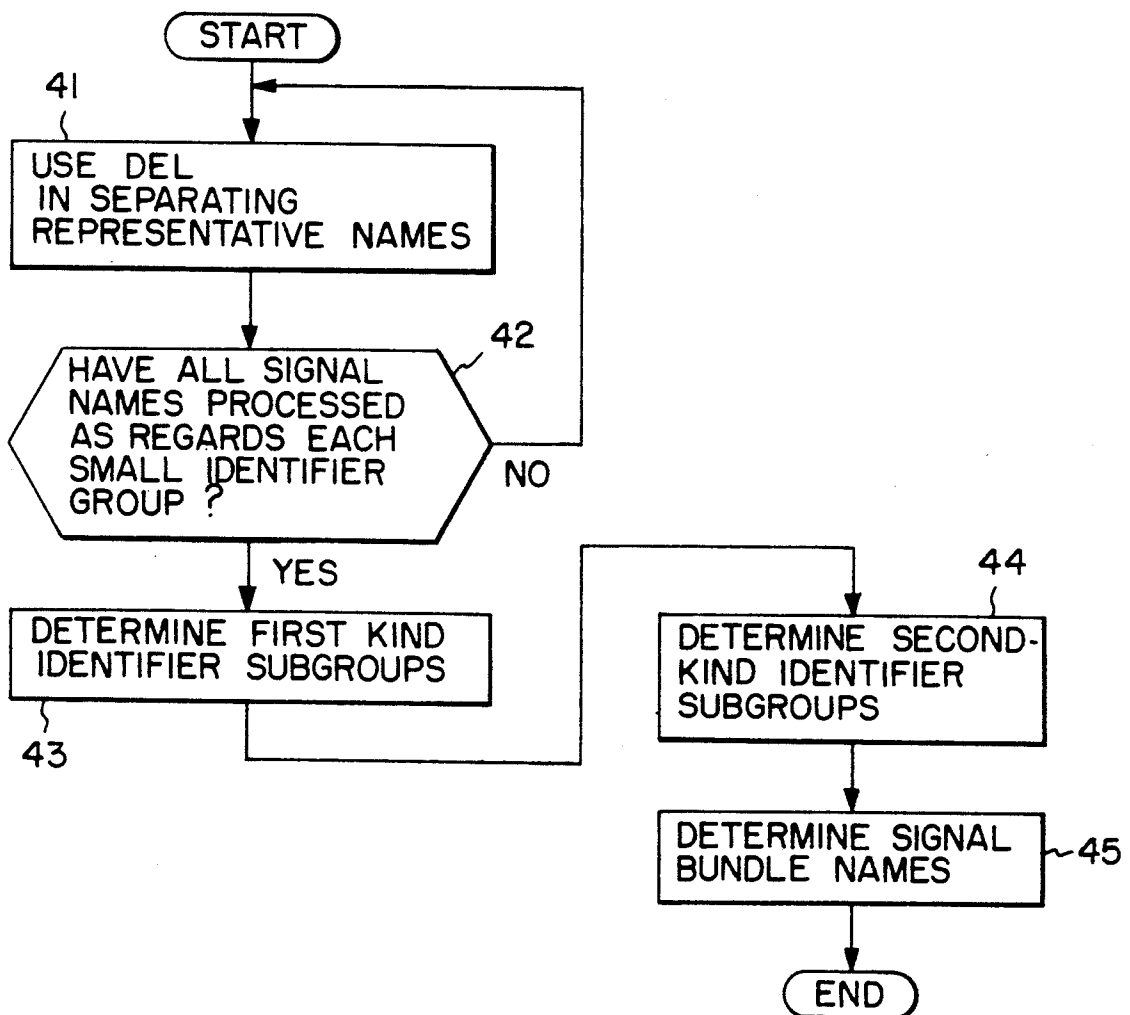 START
41
USE DEL
IN SEPARATING
REPRESENTATIVE NAMES
42
HAVE ALL SIGNAL
NAMES PROCESSED
AS REGARDS EACH
SMALL IDENTIFIER
GROUP ?
NO
YES
DETERMINE FIRST KIND
IDENTIFIER SUBGROUPS
43
44
DETERMINE SECOND-
KIND IDENTIFIER
SUBGROUPS
DETERMINE SIGNAL
BUNDLE NAMES
45
END